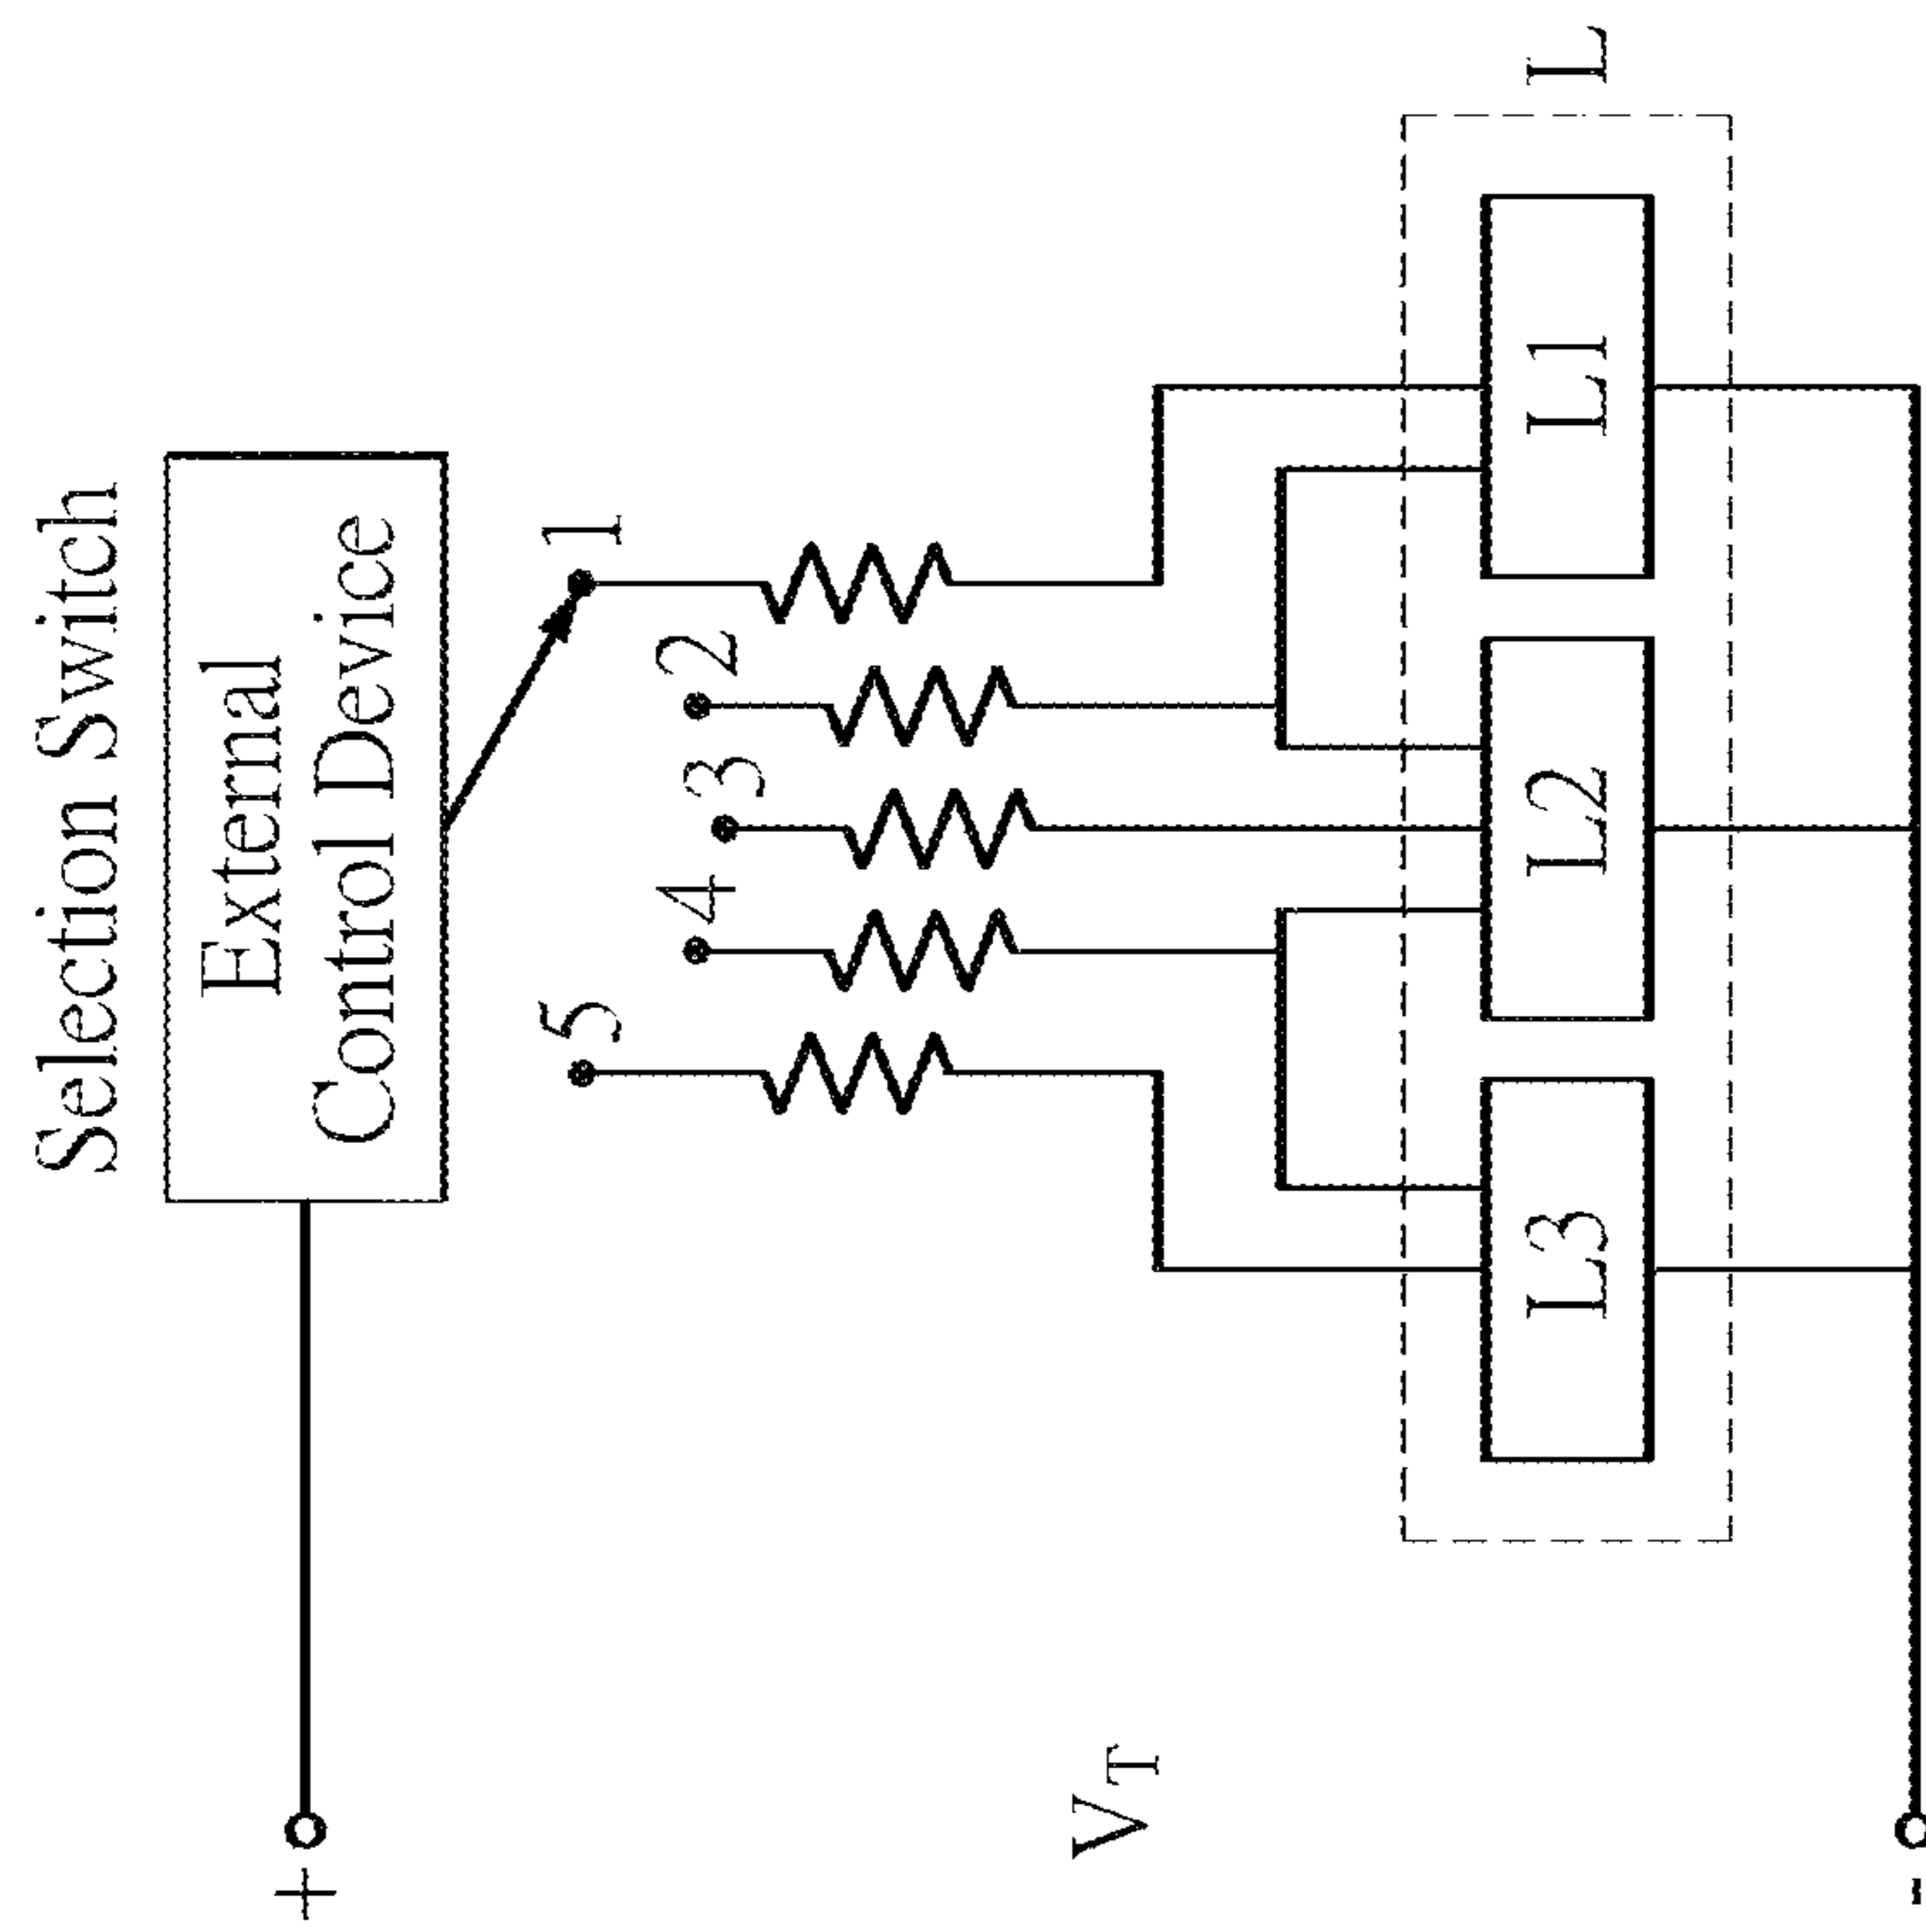 Selection Switch
External
Control Device
5
4
3
2
1
+
V_T
-
L3
L2
L1
L